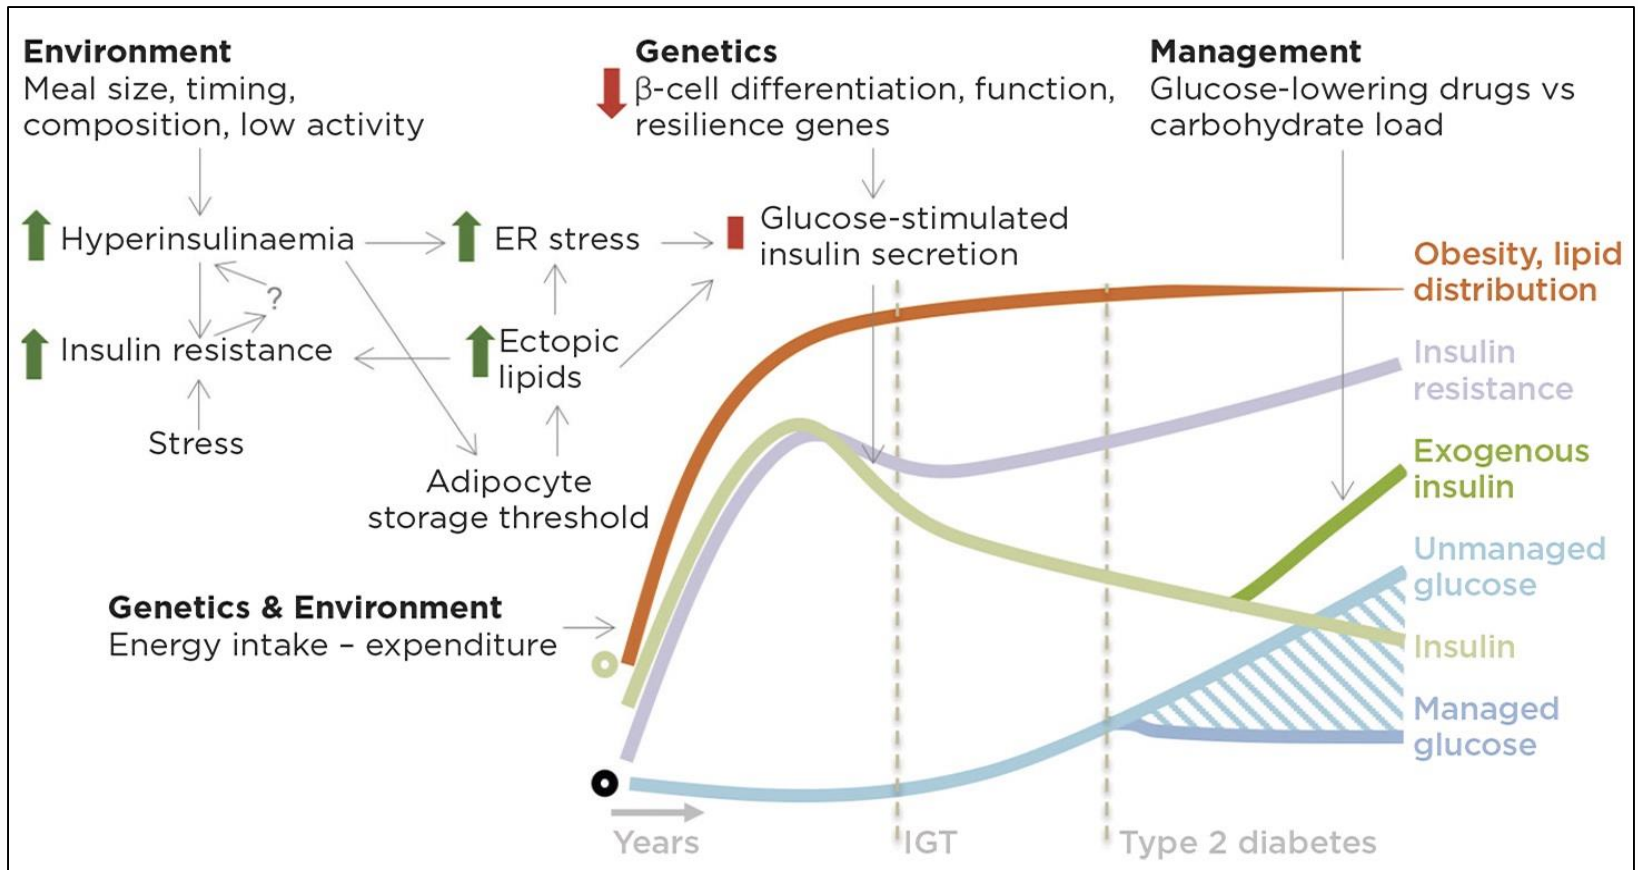 Environment
Meal size, timing,
composition, low activity
Genetics
β-cell differentiation, function,
resilience genes
Management
Glucose-lowering drugs vs
carbohydrate load
Hyperinsulinaemia
ER stress
Glucose-stimulated
insulin secretion
?
Insulin resistance
Ectopic
lipids
Stress
Adipocyte
storage threshold
Genetics & Environment
Energy intake – expenditure
Obesity, lipid
distribution
Insulin
resistance
Exogenous
insulin
Unmanaged
glucose
Insulin
Managed
glucose
Years
IGT
Type 2 diabetes